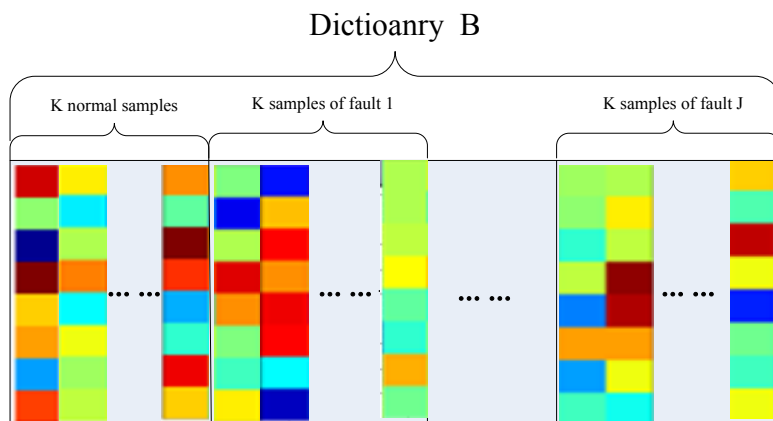 Dictioanry B
K normal samples
K samples of fault 1
K samples of fault J
... ...
... ...
... ...
... ...